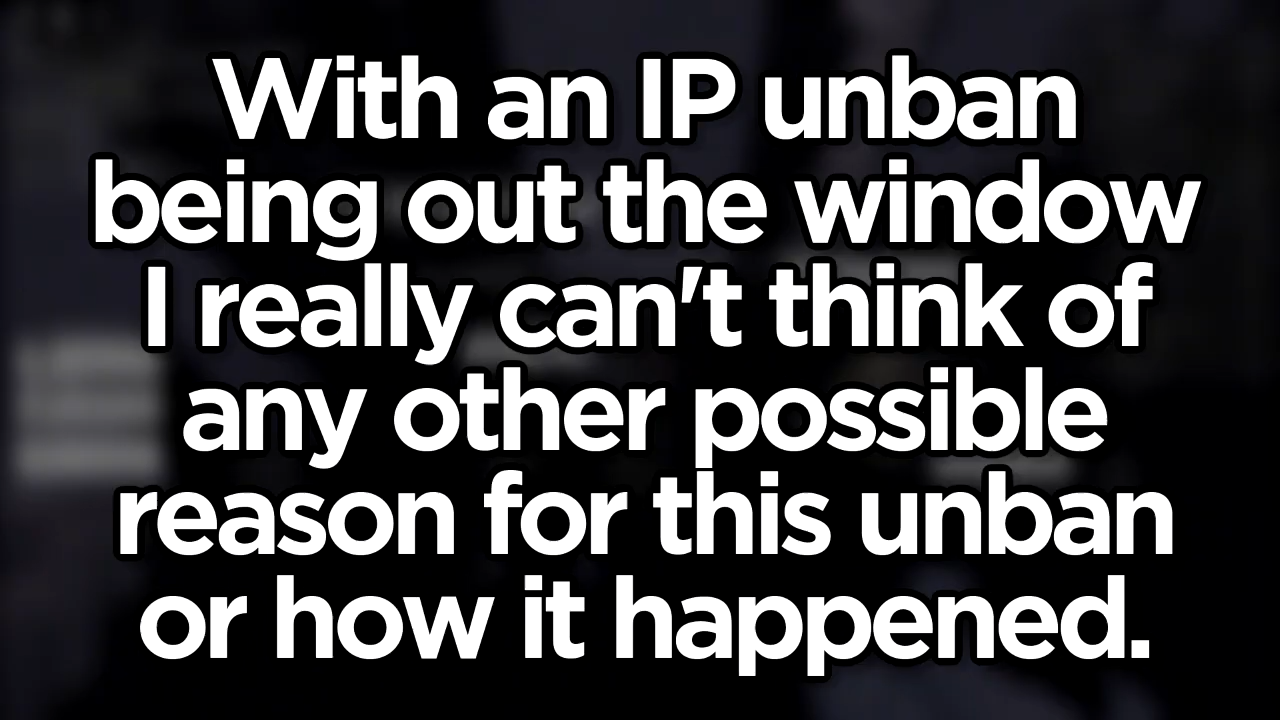 With an IP unban
being out the window
I really can't think of
any other possible
reason for this unban
or how it happened.